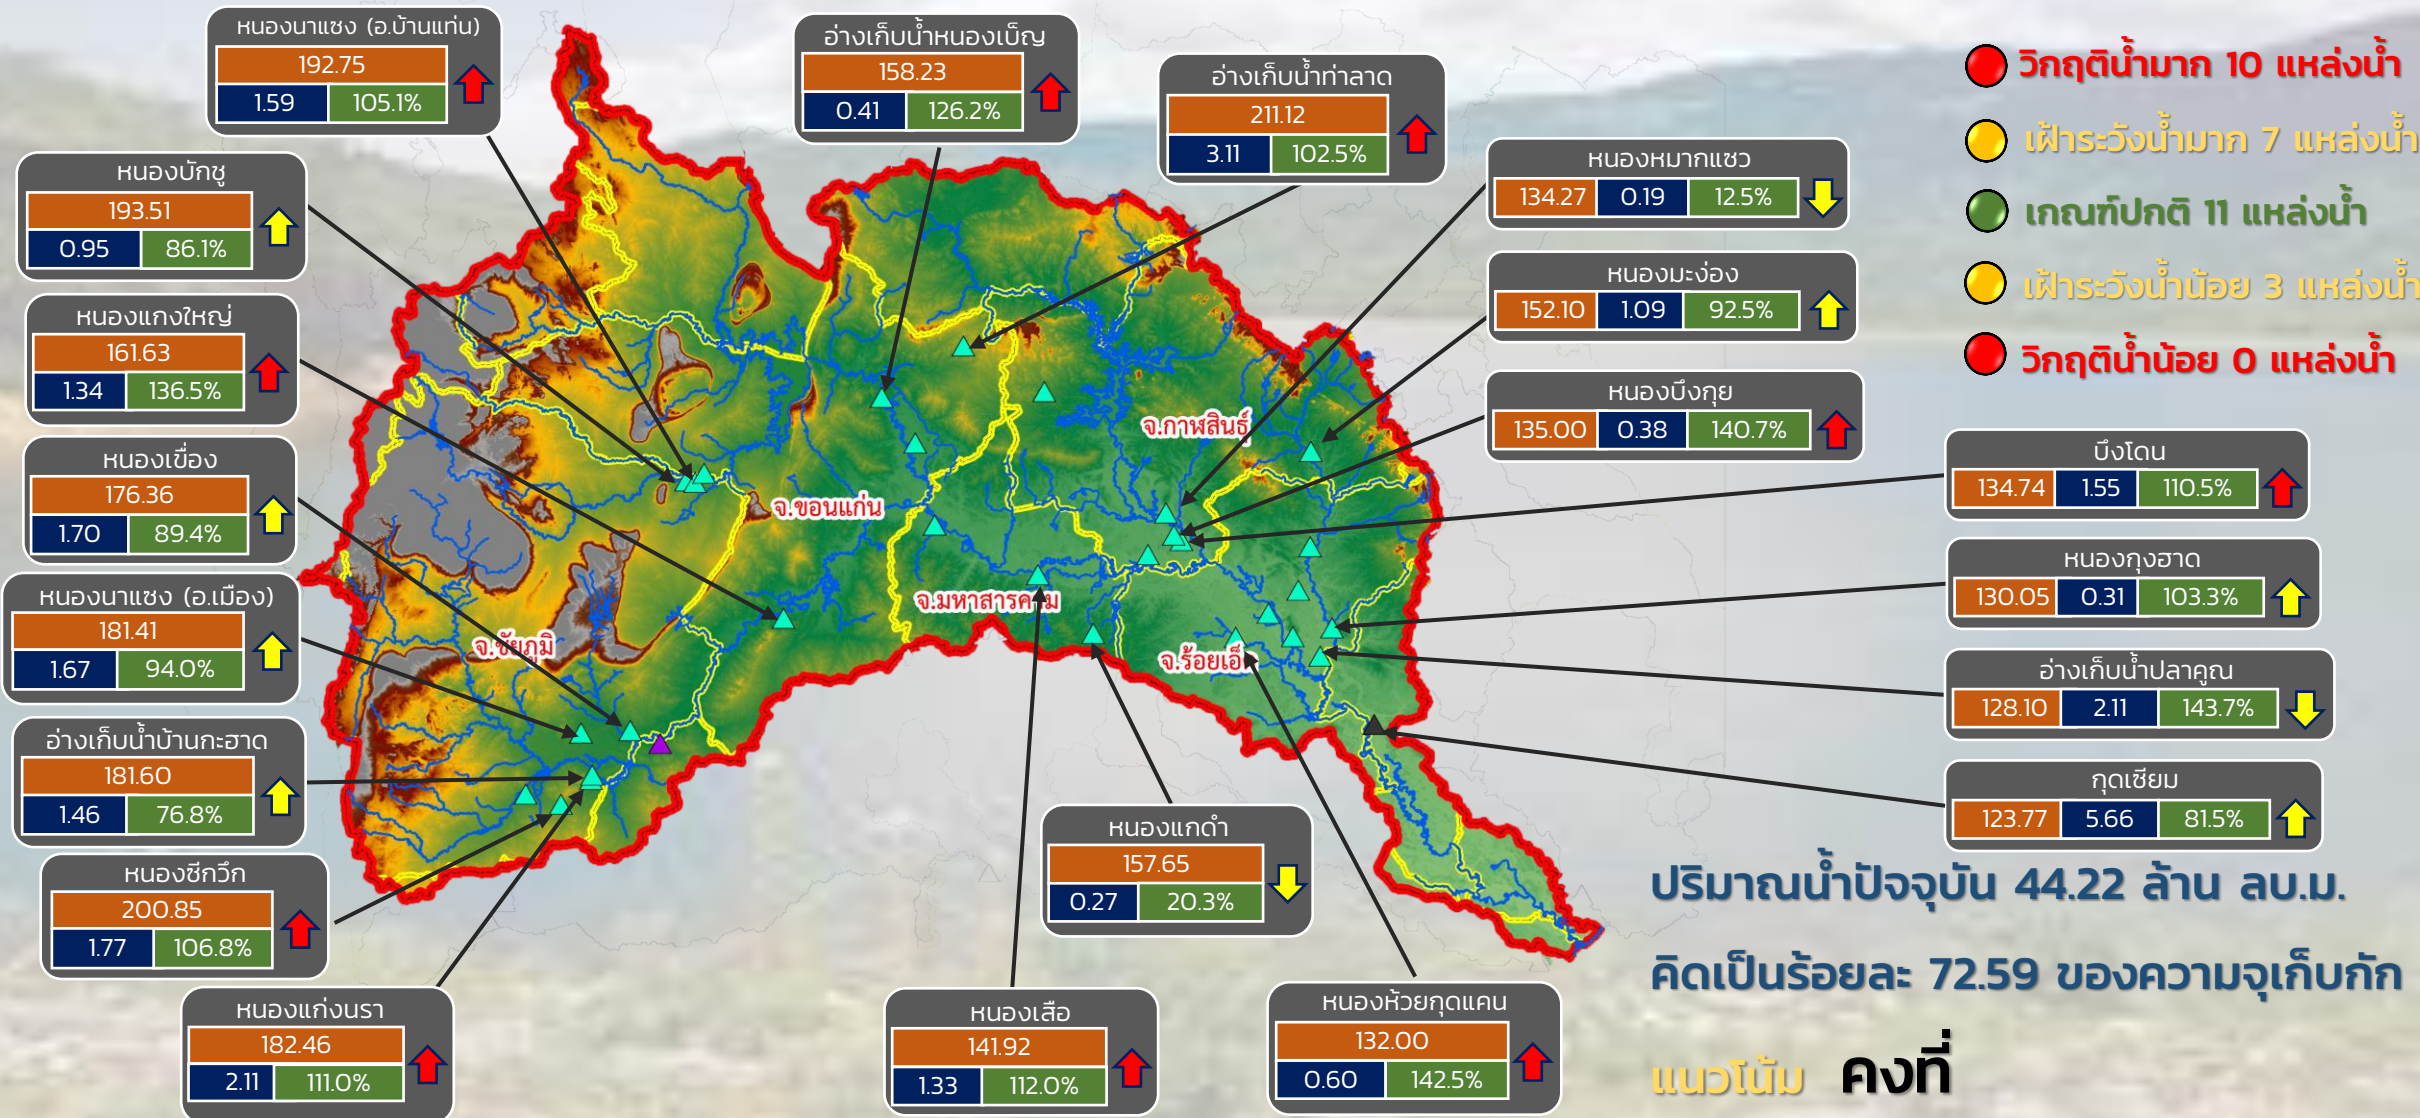 หนองนาแซง (อ.บ้านแท่น)
192.75
1.59 105.1%
อ่างเก็บน้ำหนองเบ็ญ
158.23
0.41 126.2%
อ่างเก็บน้ำท่าลาด
211.12
3.11 102.5%
วิกฤติน้ำมาก 10 แหล่งน้ำ
เฝ้าระวังน้ำมาก 7 แหล่งน้ำ
เกณฑ์ปกติ 11 แหล่งน้ำ
เฝ้าระวังน้ำน้อย 3 แหล่งน้ำ
วิกฤติน้ำน้อย 0 แหล่งน้ำ
หนองบักชู
193.51
0.95 86.1%
หนองแกงใหญ่
161.63
1.34 136.5%
หนองเขื่อง
176.36
1.70 89.4%
หนองนาแซง (อ.เมือง)
181.41
1.67 94.0%
อ่างเก็บน้ำบ้านกะฮาด
181.60
1.46 76.8%
หนองซีกวึก
200.85
1.77 106.8%
หนองแก่งนรา
182.46
2.11 111.0%
หนองหมากแซว
134.27 0.19 12.5%
หนองมะง่อง
152.10 1.09 92.5%
หนองบึงกุย
135.00 0.38 140.7%
บึงโดน
134.74 1.55 110.5%
หนองกุงฮาด
130.05 0.31 103.3%
อ่างเก็บน้ำปลาคูณ
128.10 2.11 143.7%
กุดเชียม
123.77 5.66 81.5%
จ.กาฬสินธุ์
จ.ขอนแก่น
จ.มหาสารคาม
จ.ชัยภูมิ
จ.ร้อยเอ็ด
หนองแกดำ
157.65
0.27 20.3%
หนองเสือ
141.92
1.33 112.0%
หนองห้วยกุดแคน
132.00
0.60 142.5%
ปริมาณน้ำปัจจุบัน 44.22 ล้าน ลบ.ม.
คิดเป็นร้อยละ 72.59 ของความจุเก็บกัก
แนวโน้ม คงที่